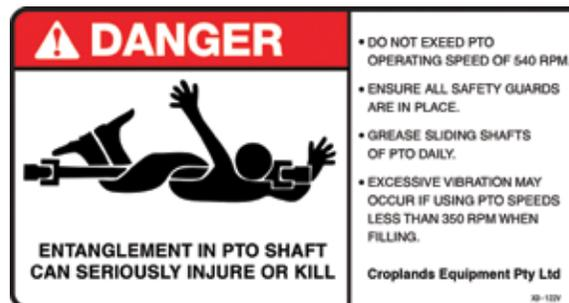 DANGER
ENTANGLEMENT IN PTO SHAFT
CAN SERIOUSLY INJURE OR KILL
• DO NOT EXEED PTO
OPERATING SPEED OF 540 RPM.
• ENSURE ALL SAFETY GUARDS
ARE IN PLACE.
• GREASE SLIDING SHAFTS
OF PTO DAILY.
• EXCESSIVE VIBRATION MAY
OCCUR IF USING PTO SPEEDS
LESS THAN 350 RPM WHEN
FILLING.
Croplands Equipment Pty Ltd